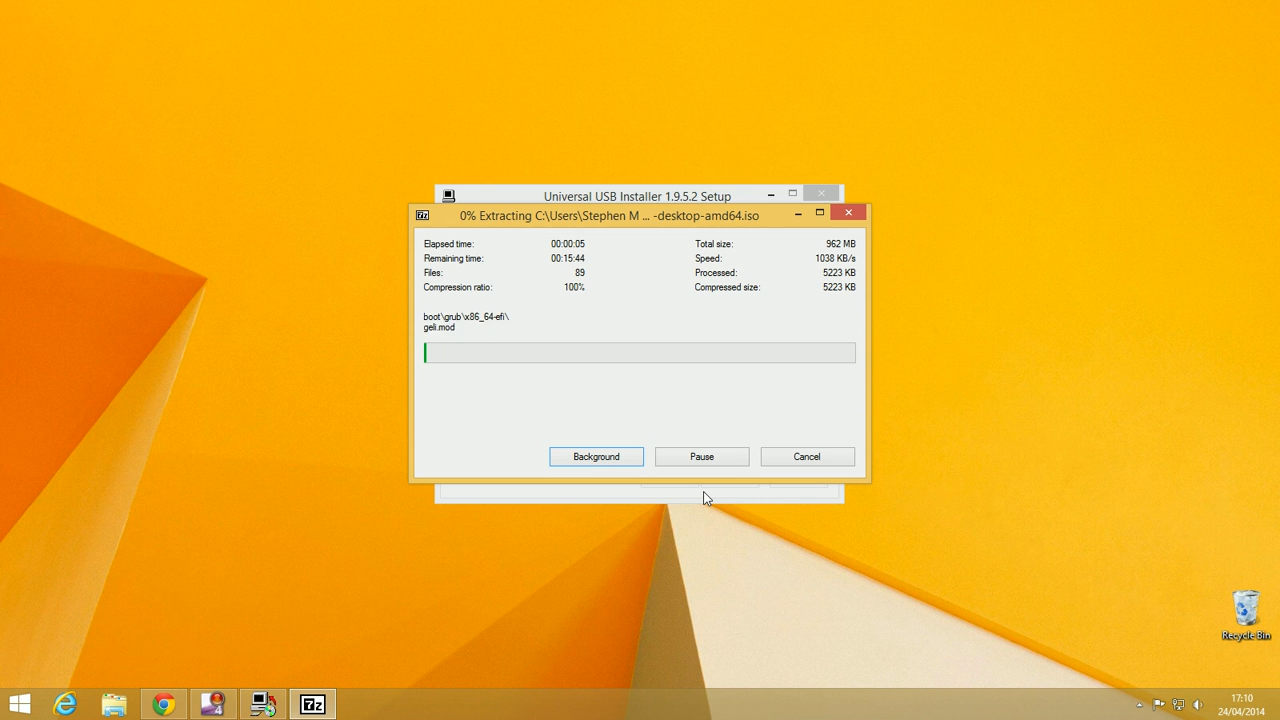 Universal USB Installer 1.9.5.2 Setup
7z
0% Extracting C:\Users\Stephen M ... -desktop-amd64.iso
Elapsed time: 00:00:05 Total size: 962 MB
Remaining time: 00:15:44 Speed: 1038 KB/s
Files: 89 Processed: 5223 KB
Compression ratio: 100% Compressed size: 5223 KB
boot\grub\x86_64-efi\
geli.mod
Background Pause Cancel
Recycle Bin
4
7z
17:10
24/04/2014